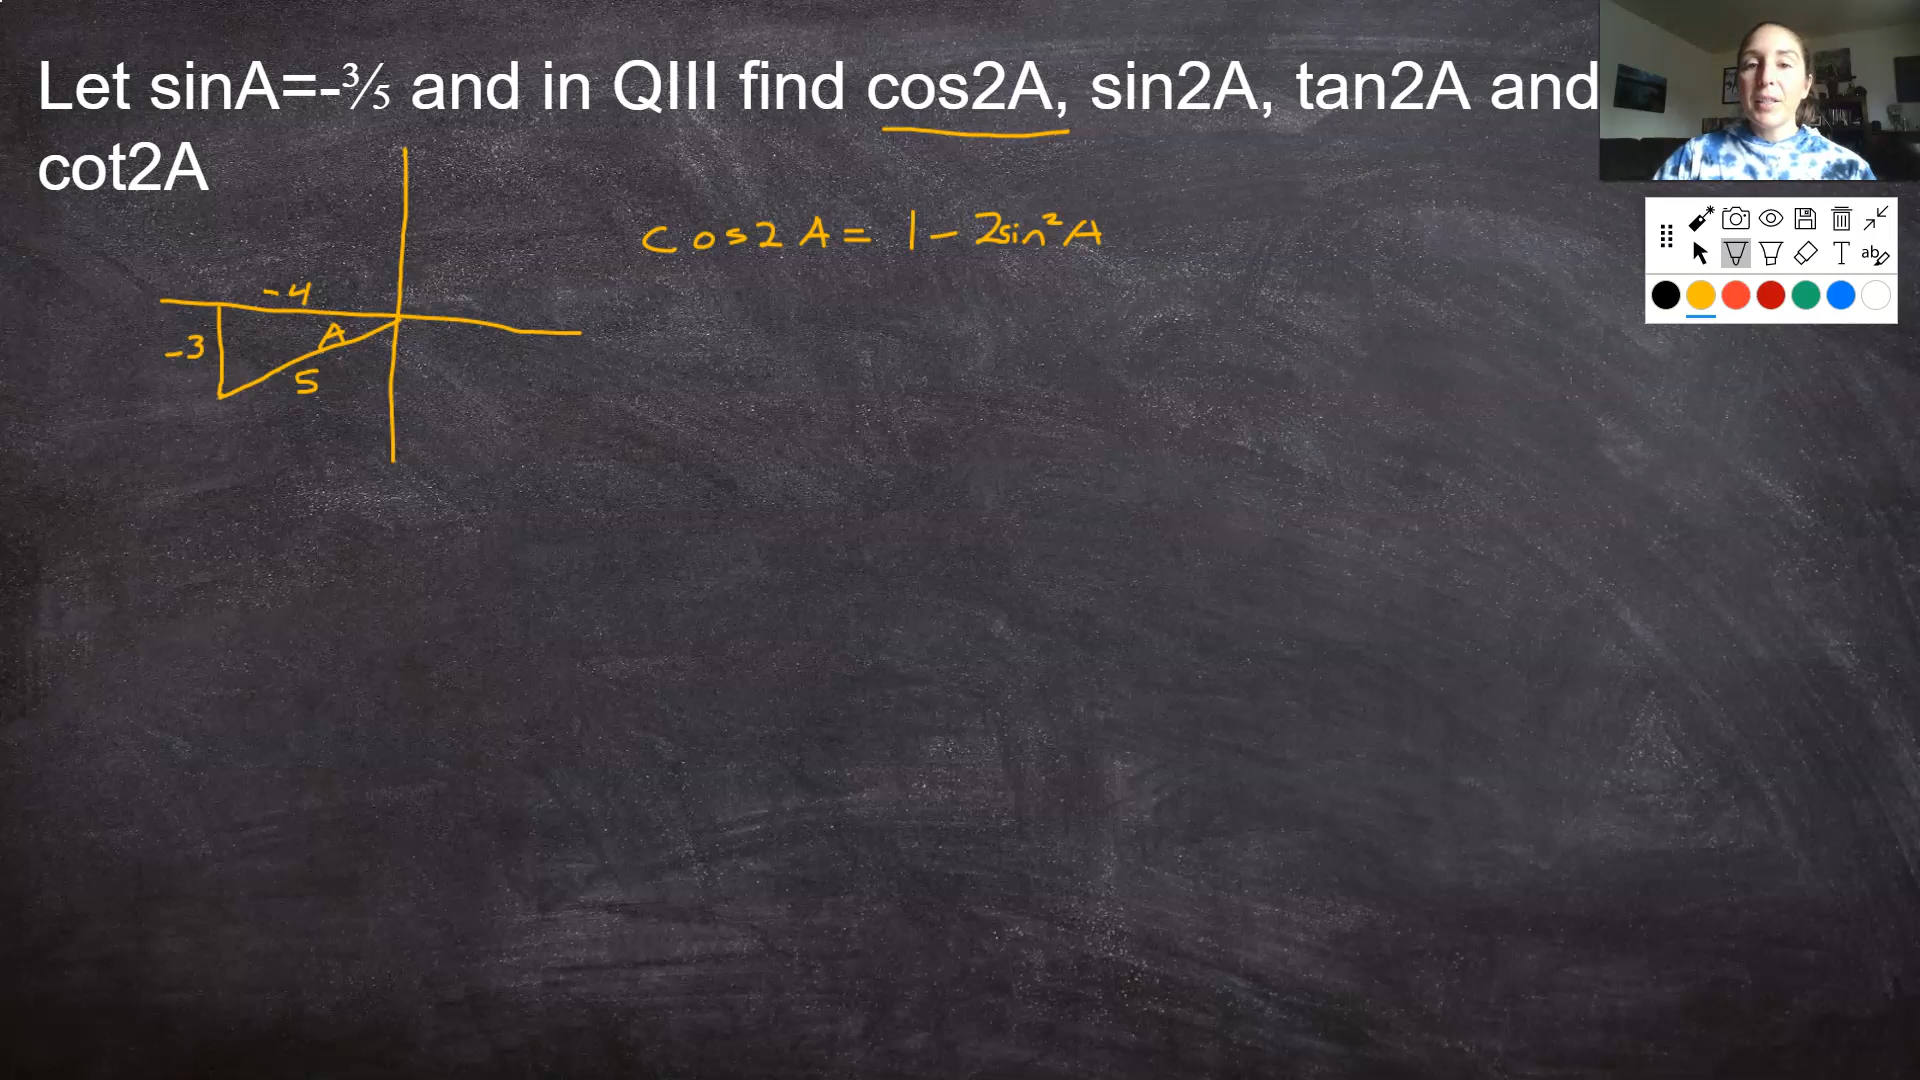 Let sinA=-⅗ and in QIII find cos2A, sin2A, tan2A and
cot2A
cos2A = 1 - 2sin²A
-4
A
-3
5
T
ab